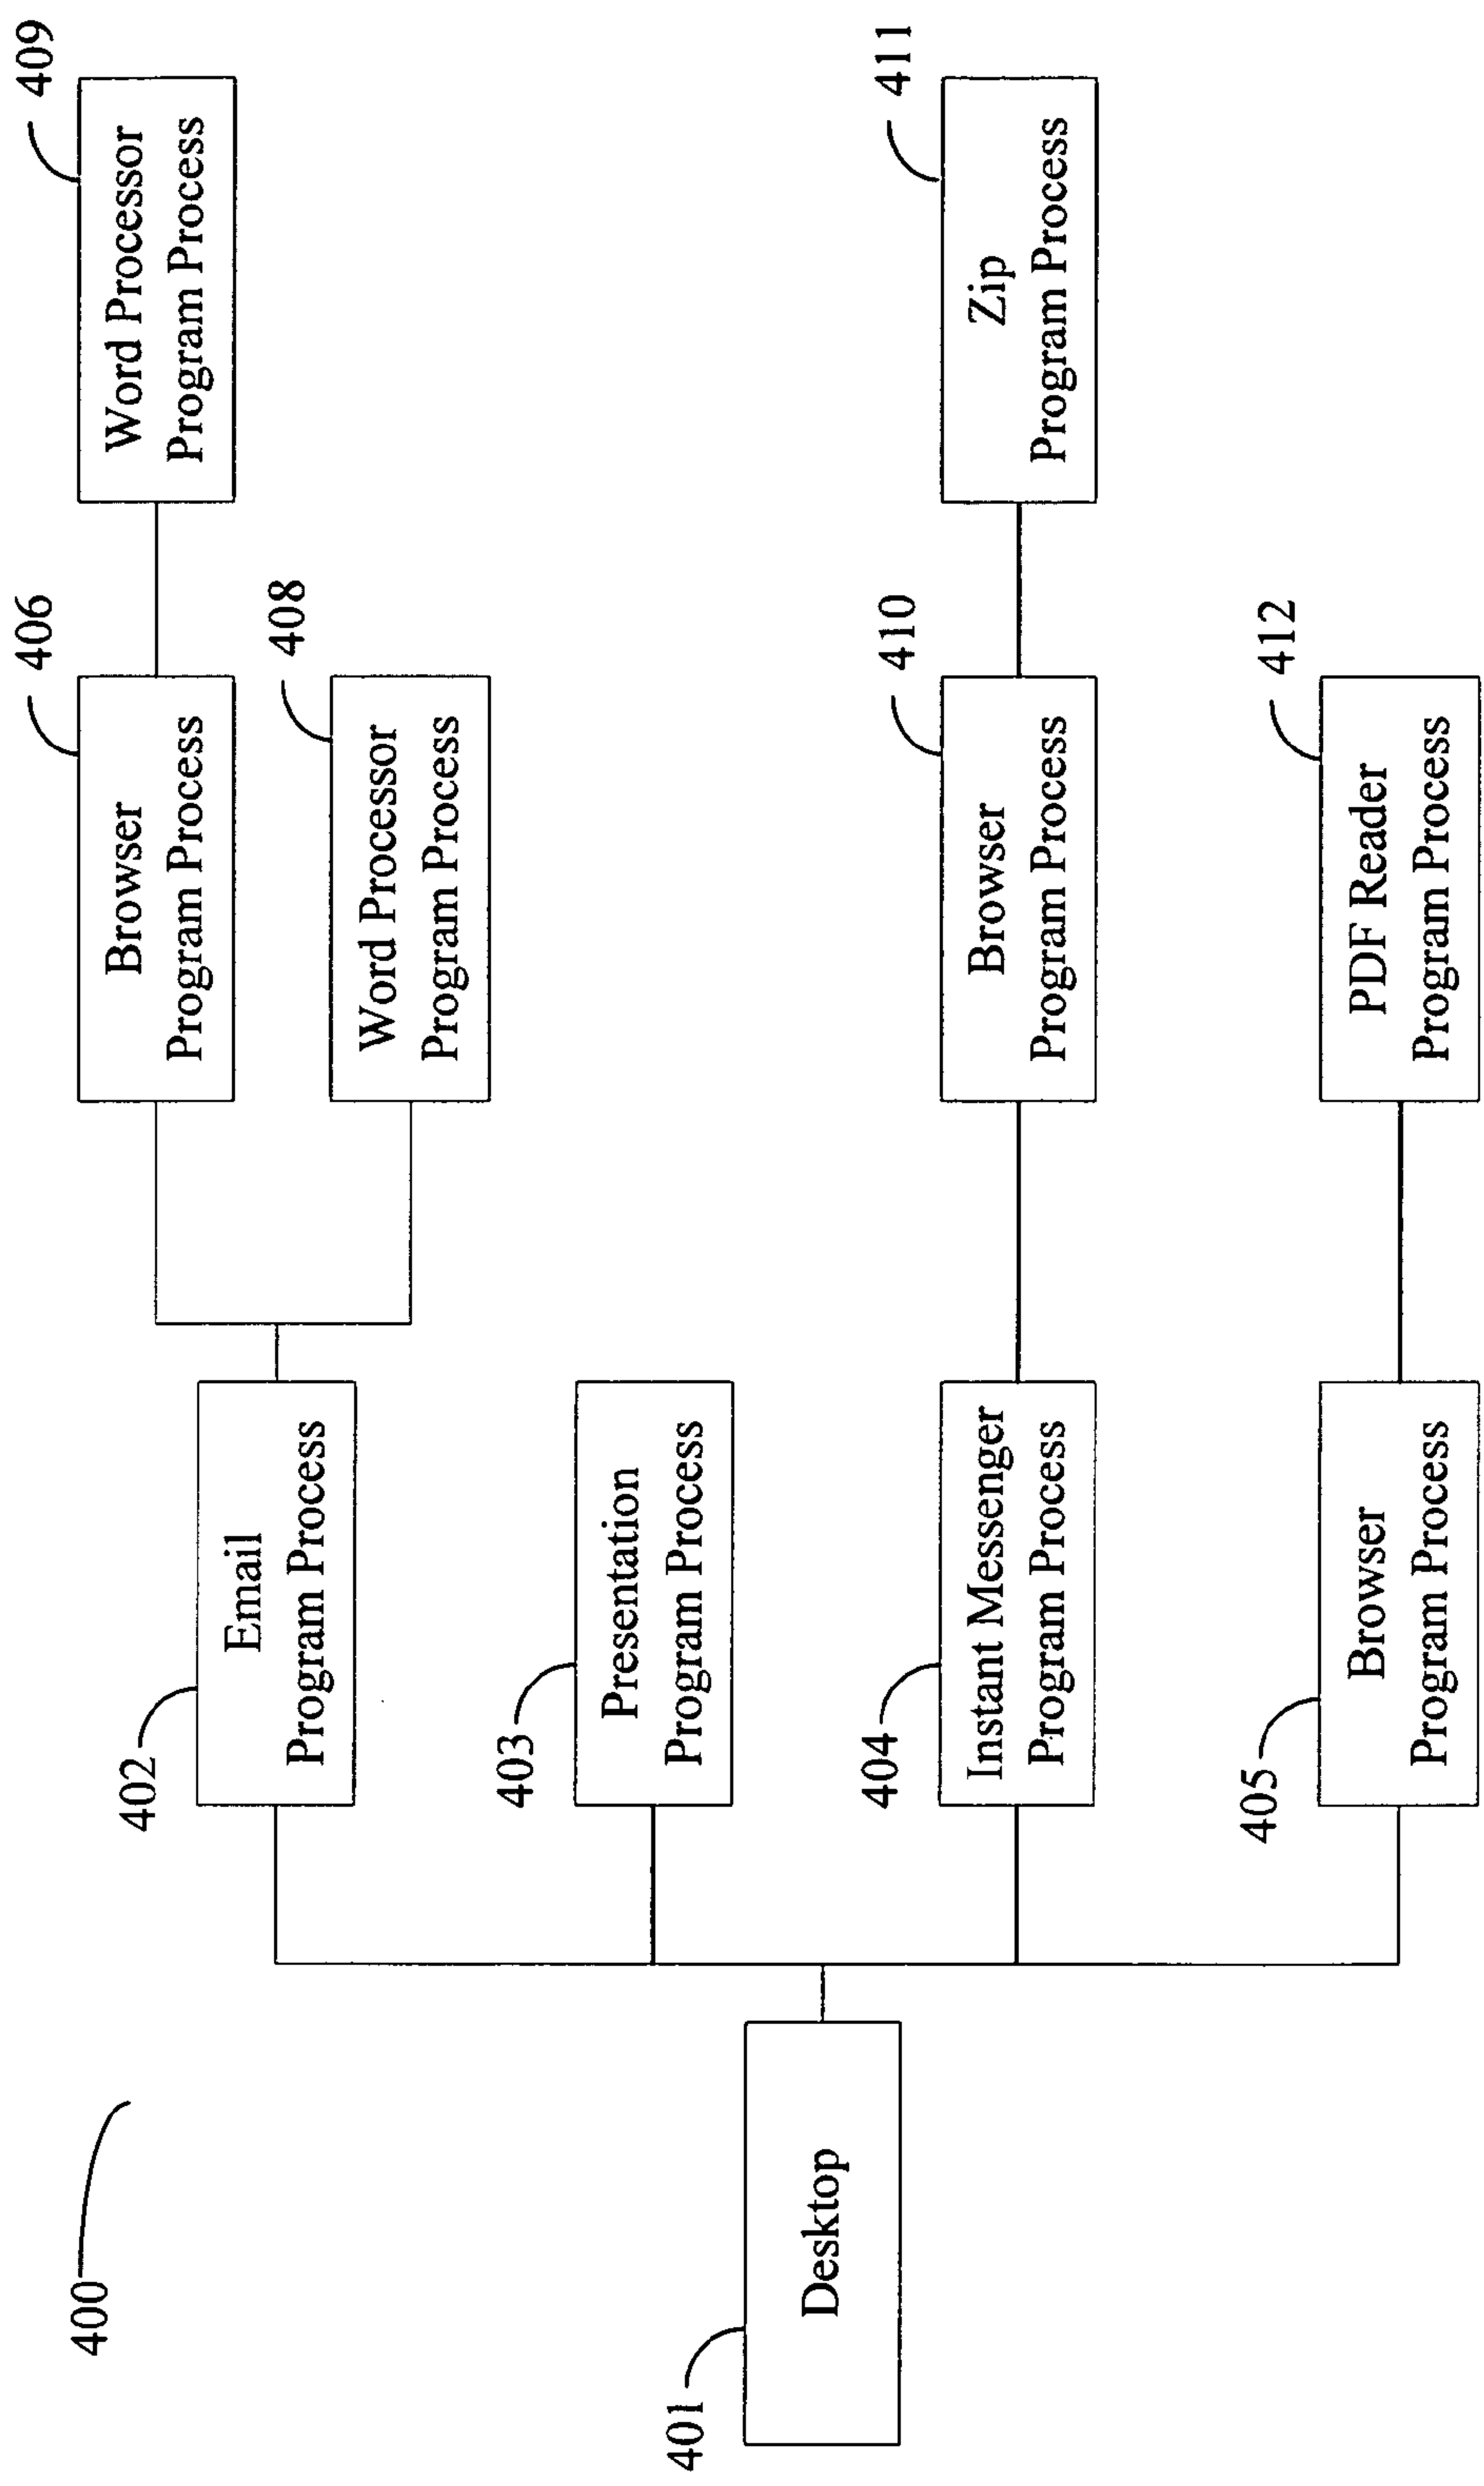 400
401
Desktop
402
Email
Program Process
403
Presentation
Program Process
404
Instant Messenger
Program Process
405
Browser
Program Process
406
Browser
Program Process
408
Word Processor
Program Process
410
Browser
Program Process
412
PDF Reader
Program Process
409
Word Processor
Program Process
411
Zip
Program Process